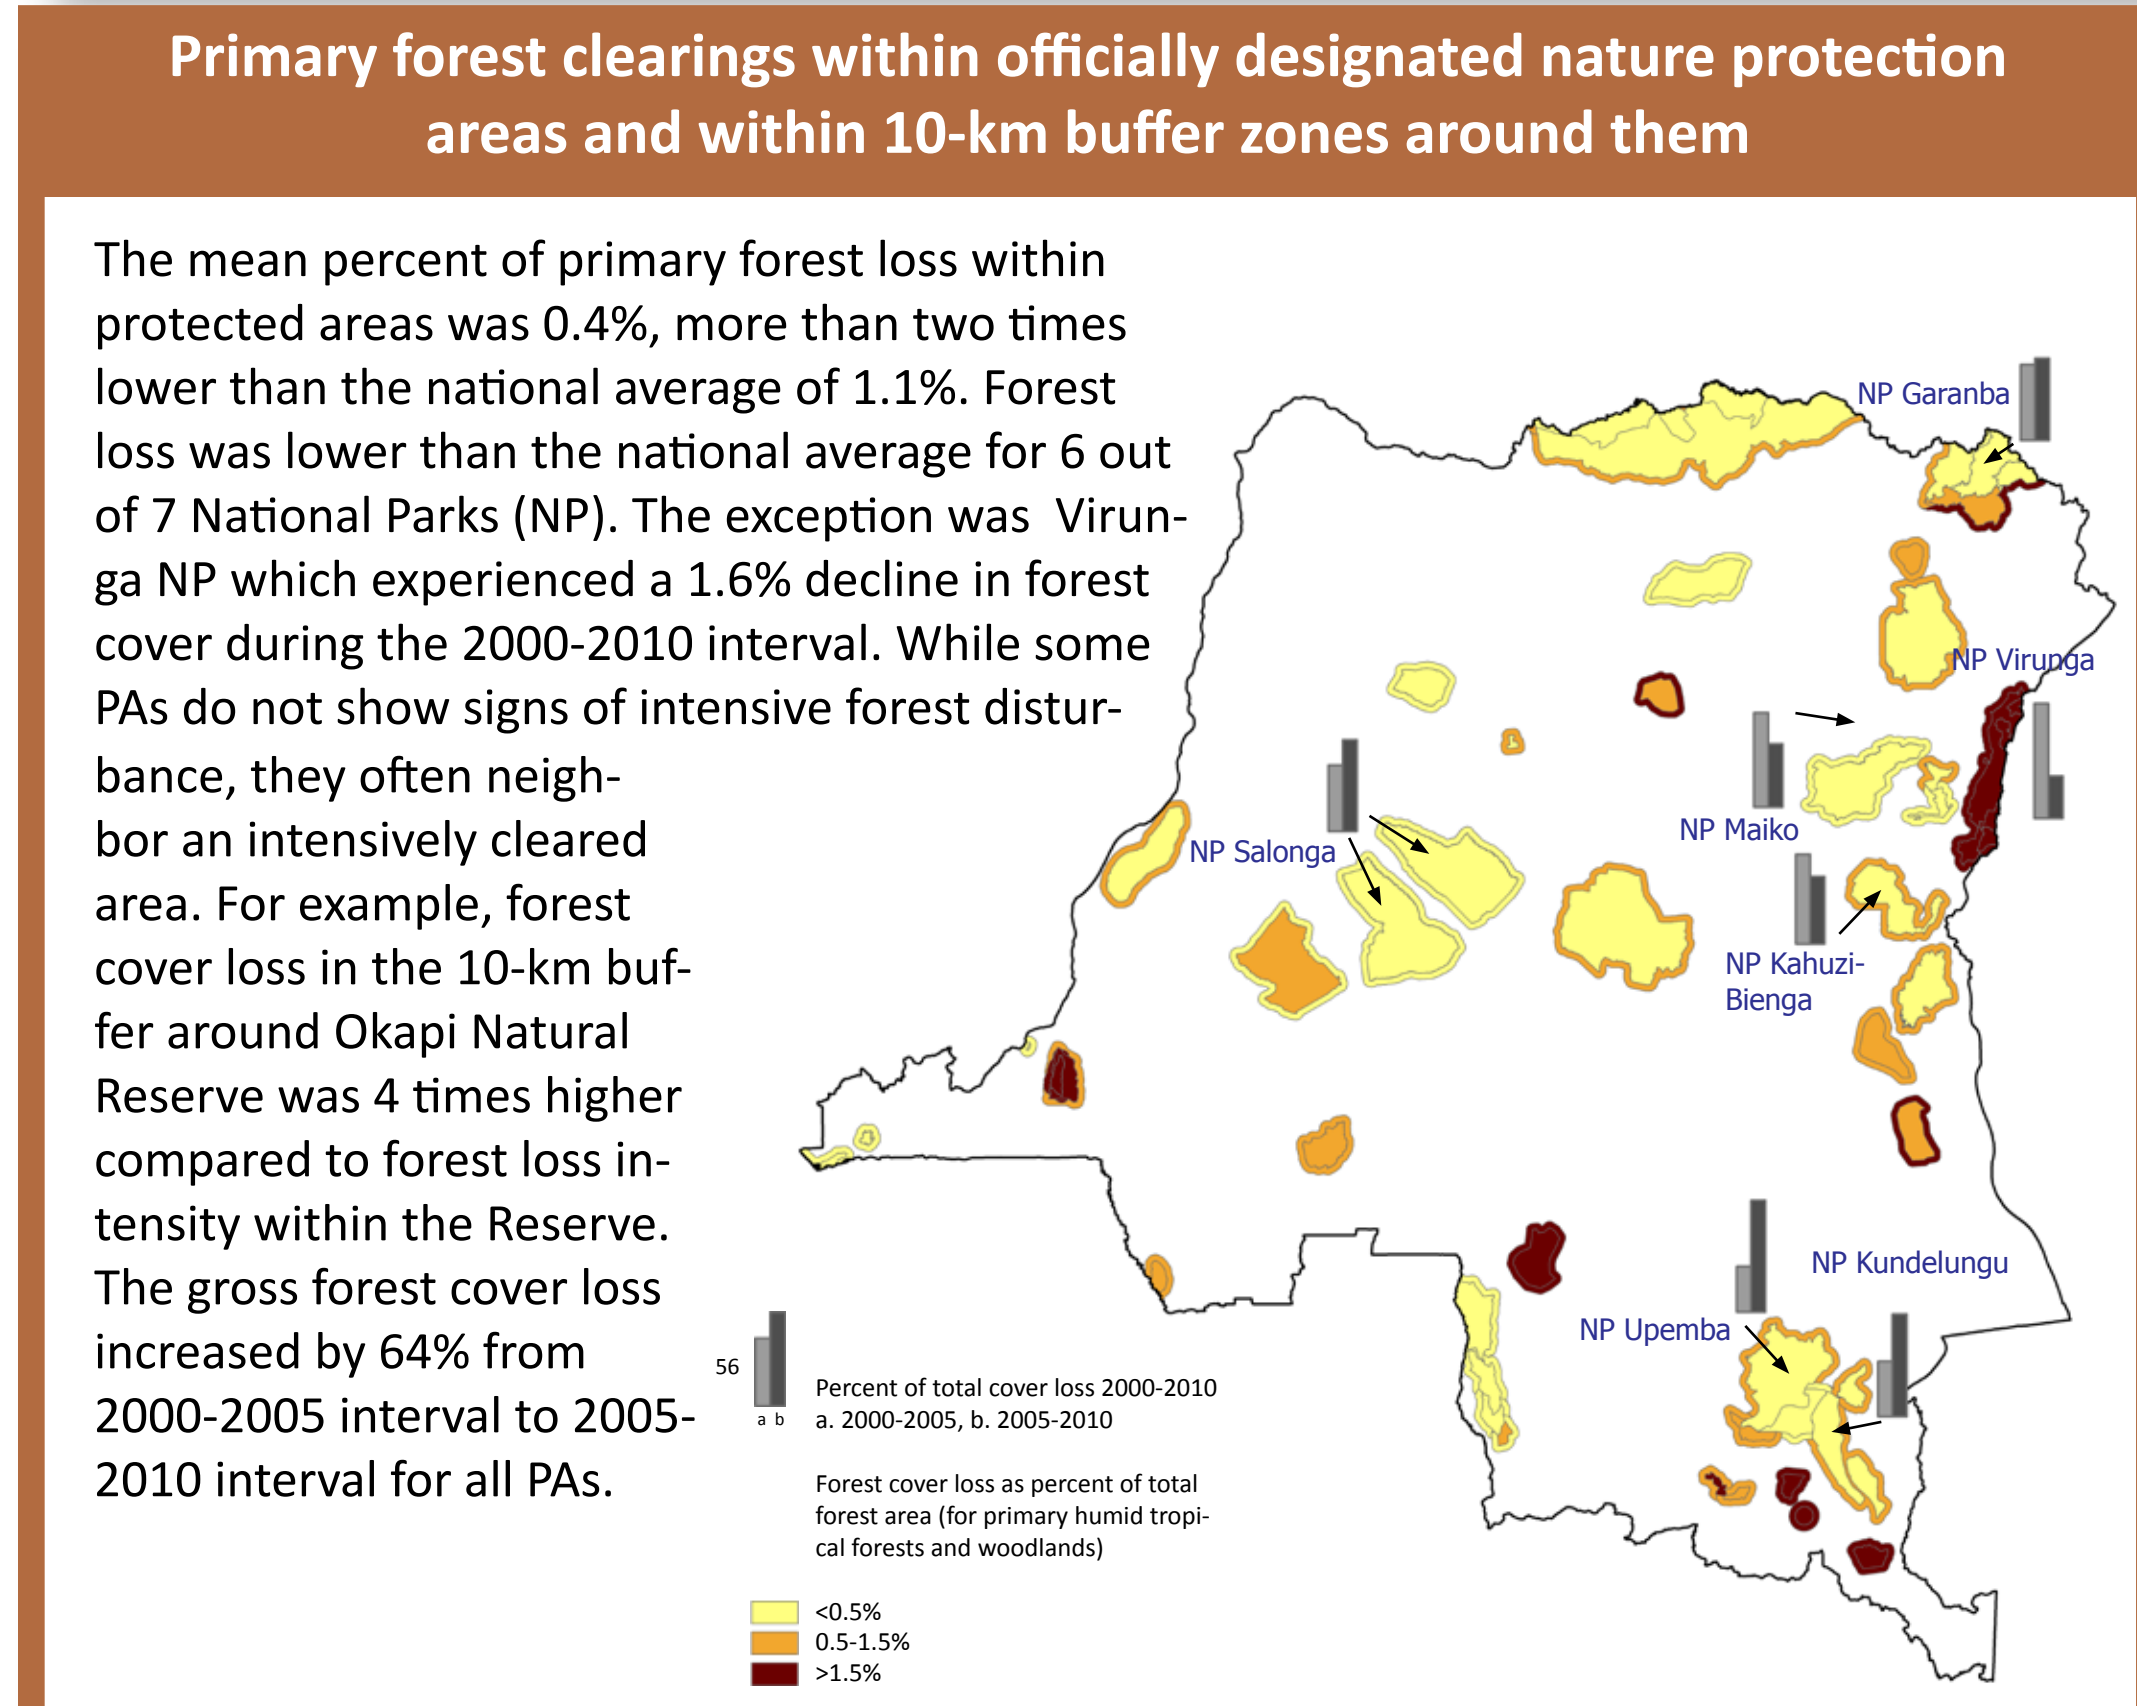 Primary forest clearings within officially designated nature protection
areas and within 10-km buffer zones around them
The mean percent of primary forest loss within
protected areas was 0.4%, more than two times
lower than the national average of 1.1%. Forest
loss was lower than the national average for 6 out
of 7 National Parks (NP). The exception was  Virun-
ga NP which experienced a 1.6% decline in forest
cover during the 2000-2010 interval. While some
PAs do not show signs of intensive forest distur-
bance, they often neigh-
bor an intensively cleared
area. For example, forest
cover loss in the 10-km buf-
fer around Okapi Natural
Reserve was 4 times higher
compared to forest loss in-
tensity within the Reserve.
The gross forest cover loss
increased by 64% from
2000-2005 interval to 2005-
2010 interval for all PAs.
NP Garanba
NP Virunga
NP Maiko
NP Salonga
NP Kahuzi-
Bienga
NP Kundelungu
NP Upemba
56
a b
Percent of total cover loss 2000-2010
a. 2000-2005, b. 2005-2010
Forest cover loss as percent of total
forest area (for primary humid tropi-
cal forests and woodlands)
<0.5%
0.5-1.5%
>1.5%